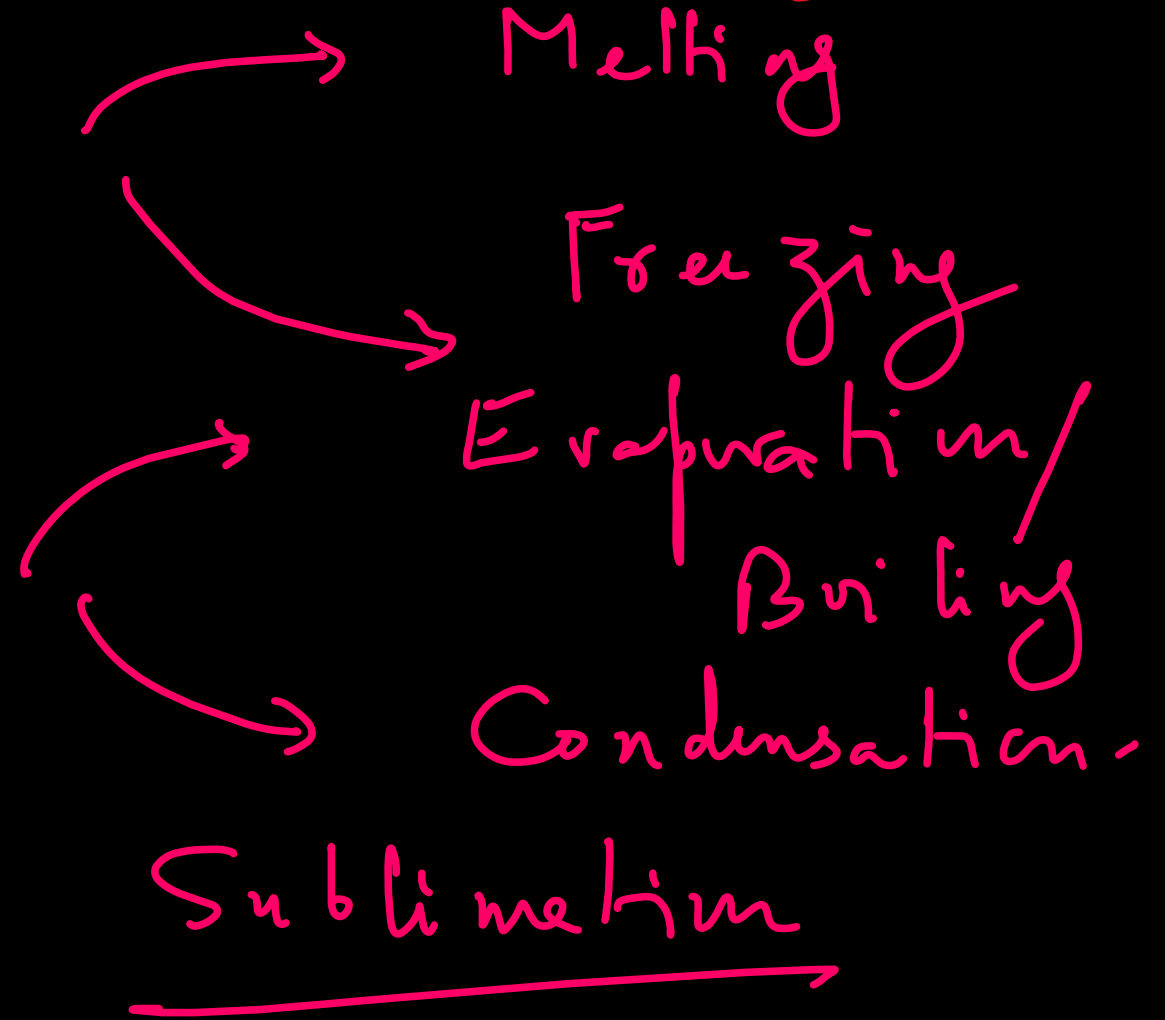 Melting
Freezing
Evaporation/
Boiling
Condensation.
Sublimation